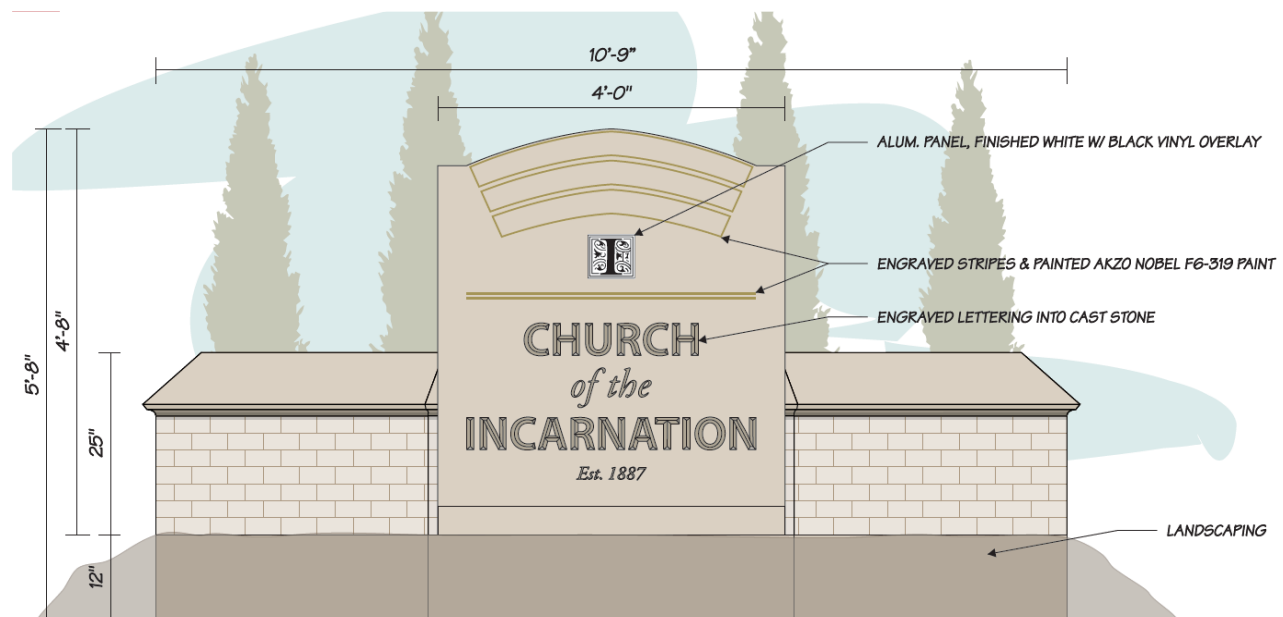 10'-9"
4'-0"
ALUM. PANEL, FINISHED WHITE W/ BLACK VINYL OVERLAY
I
ENGRAVED STRIPES & PAINTED AKZO NOBEL F6-319 PAINT
ENGRAVED LETTERING INTO CAST STONE
CHURCH
of the
INCARNATION
Est. 1887
5'-8"
4'-8"
25"
12"
LANDSCAPING